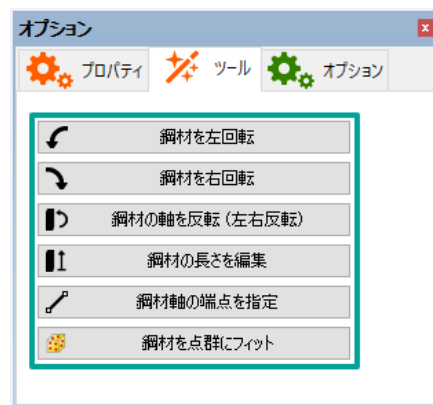 オプション
プロパティ ツール オプション
鋼材を左回転
鋼材を右回転
鋼材の軸を反転(左右反転)
鋼材の長さを編集
鋼材軸の端点を指定
鋼材を点群にフィット